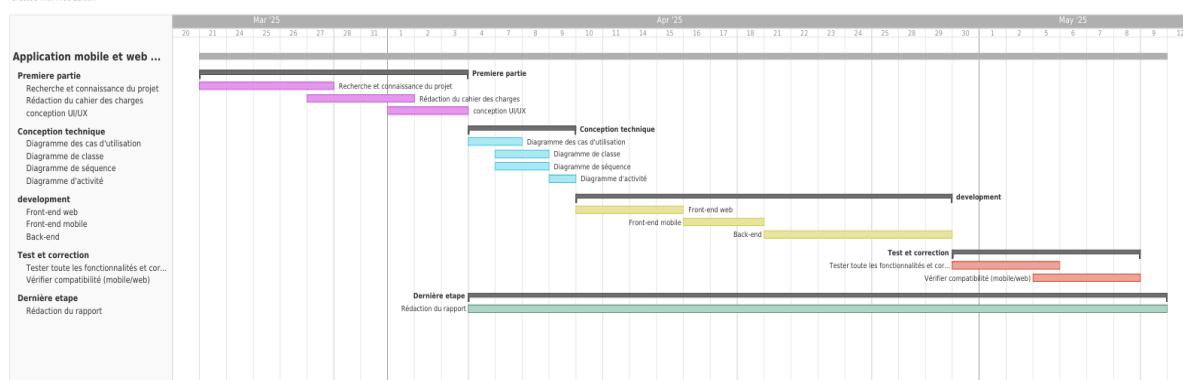 Mar '25 Apr '25 May '25
20 21 24 25 26 27 28 31 1 2 3 4 7 8 9 10 11 14 15 16 17 18 21 22 23 24 25 28 29 30 1 2 5 6 7 8 9 12
Application mobile et web ...
Premiere partie Premiere partie
Recherche et connaissance du projet Recherche et connaissance du projet
Rédaction du cahier des charges Rédaction du cahier des charges
conception UI/UX conception UI/UX
Conception technique Conception technique
Diagramme des cas d'utilisation Diagramme des cas d'utilisation
Diagramme de classe Diagramme de classe
Diagramme de séquence Diagramme de séquence
Diagramme d'activité Diagramme d'activité
development development
Front-end web Front-end web
Front-end mobile Front-end mobile
Back-end Back-end
Test et correction Test et correction
Tester toute les fonctionnalités et cor... Tester toute les fonctionnalités et cor...
Vérifier compatibilité (mobile/web) Vérifier compatibilité (mobile/web)
Dernière etape Dernière etape
Rédaction du rapport Rédaction du rapport